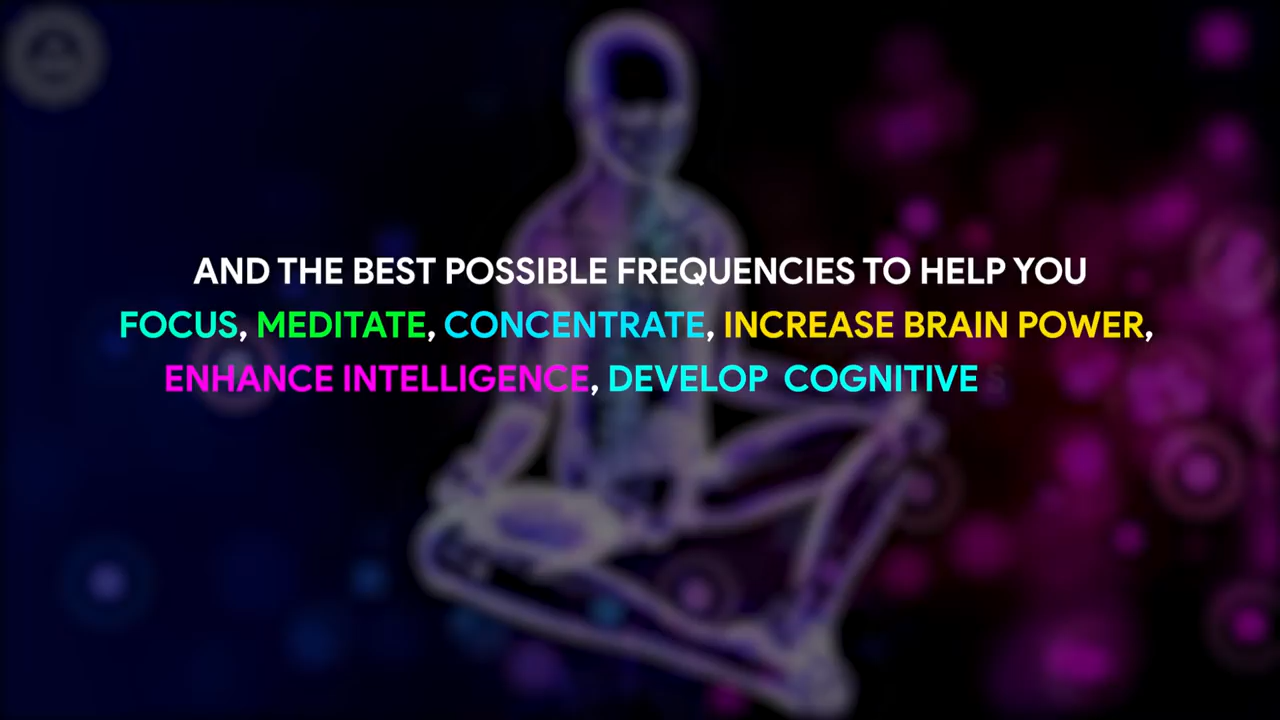 AND THE BEST POSSIBLE FREQUENCIES TO HELP YOU
FOCUS, MEDITATE, CONCENTRATE, INCREASE BRAIN POWER,
ENHANCE INTELLIGENCE, DEVELOP COGNITIVE